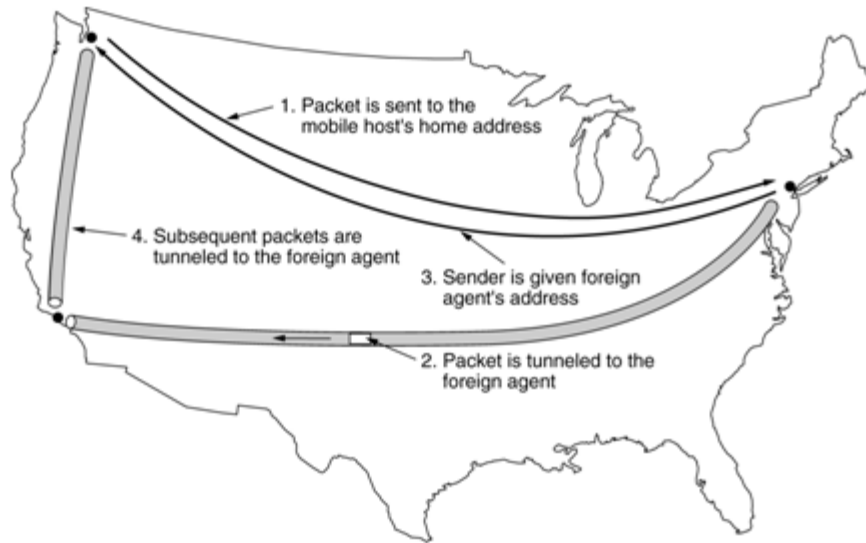 1. Packet is sent to the
mobile host's home address
4. Subsequent packets are
tunneled to the foreign agent
3. Sender is given foreign
agent's address
2. Packet is tunneled to the
foreign agent